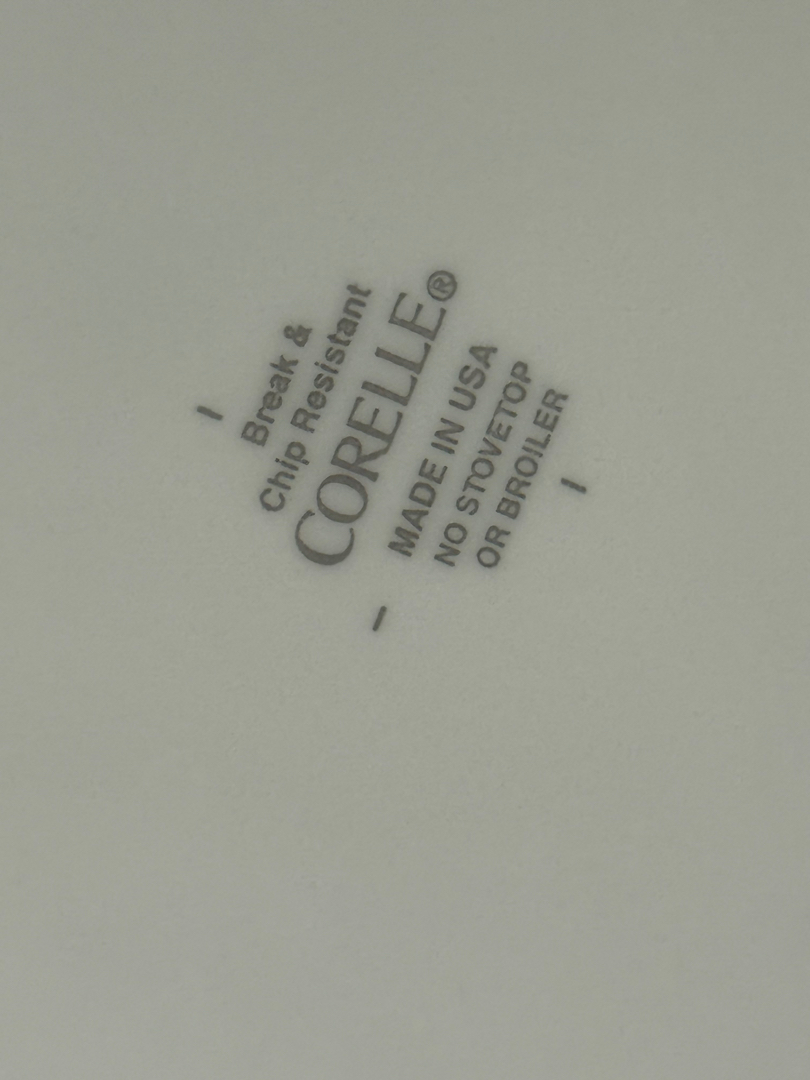 Break &
Chip Resistant
CORELLE®
MADE IN USA
NO STOVETOP
OR BROILER